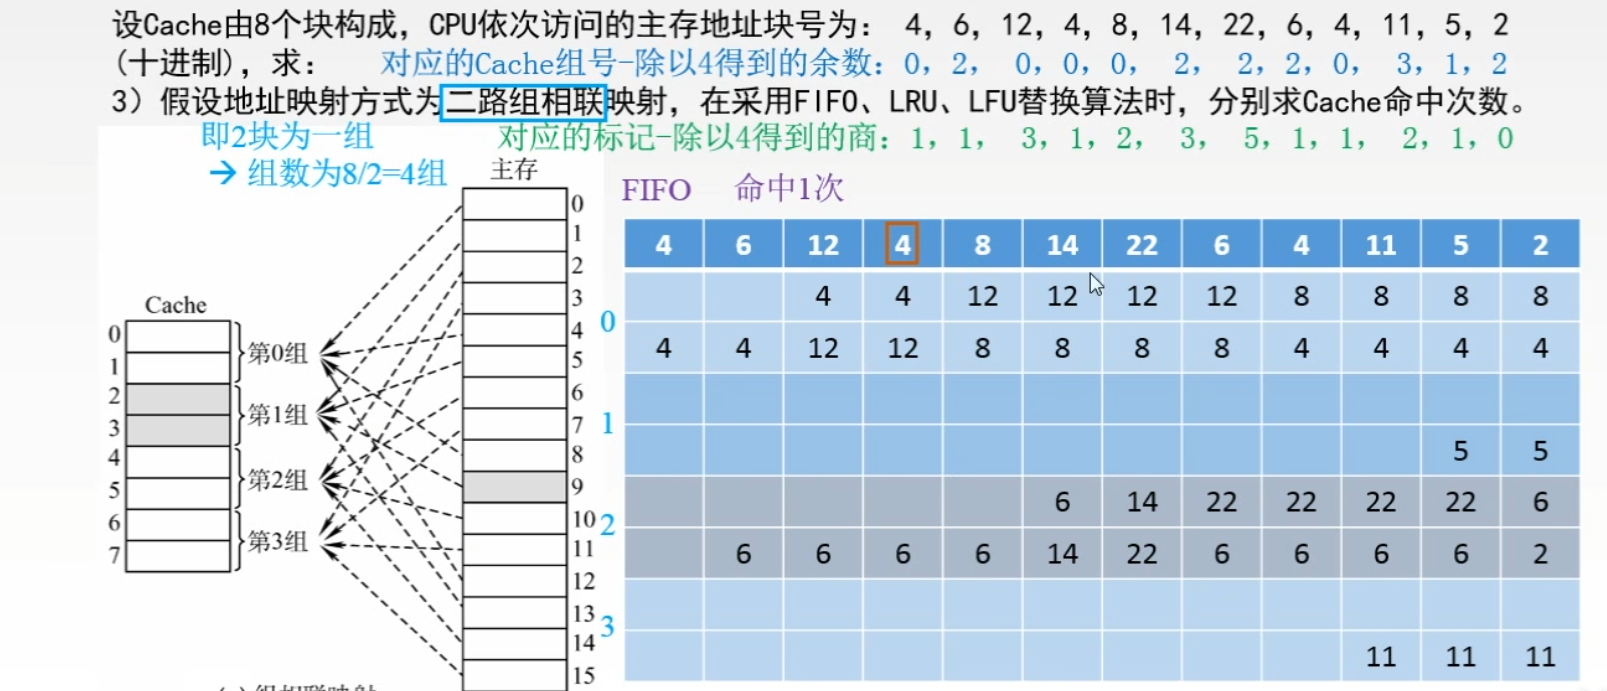 设Cache由8个块构成，CPU依次访问的主存地址块号为： 4，6，12，4，8，14，22，6，4，11，5，2
(十进制)，求： 对应的Cache组号-除以4得到的余数：0，2， 0，0，0， 2， 2，2，0， 3，1，2
3）假设地址映射方式为二路组相联映射，在采用FIFO、LRU、LFU替换算法时，分别求Cache命中次数。
即2块为一组 对应的标记-除以4得到的商：1，1， 3，1，2， 3， 5，1，1， 2，1，0
→ 组数为8/2=4组
主存
FIFO 命中1次
4 6 12 4 8 14 22 6 4 11 5 2
0
4 4 12 12 12 12 8 8 8 8
4 4 12 12 8 8 8 8 4 4 4 4
1
5 5
2
6 14 22 22 22 22 6
6 6 6 6 14 22 6 6 6 6 2
3
11 11 11
Cache
0
1
2
3
4
5
6
7
第0组
第1组
第2组
第3组
0
1
2
3
4
5
6
7
8
9
10
11
12
13
14
15